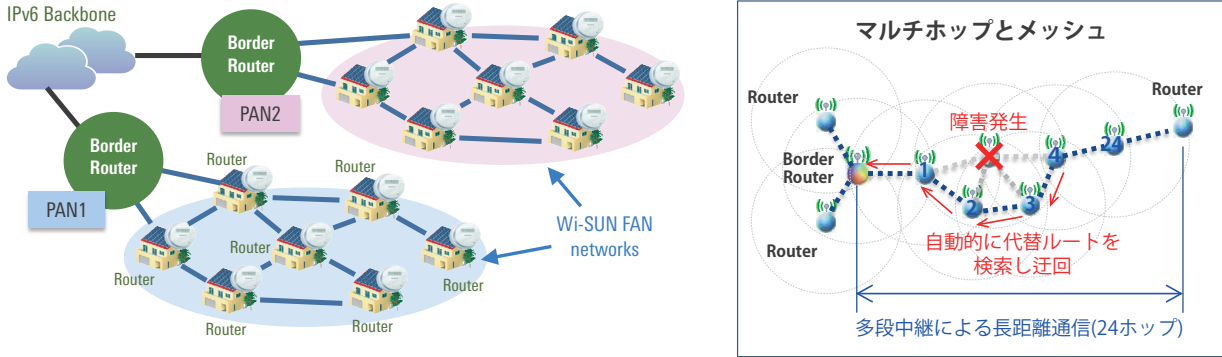 IPv6 Backbone
Border
Router
PAN2
Border
Router
PAN1
Router
Router
Router
Router
Router
Router
Router
Wi-SUN FAN
networks
マルチホップとメッシュ
Router
Router
障害発生
Border
Router
1
4
24
2
3
Router
自動的に代替ルートを
検索し迂回
多段中継による長距離通信(24ホップ)